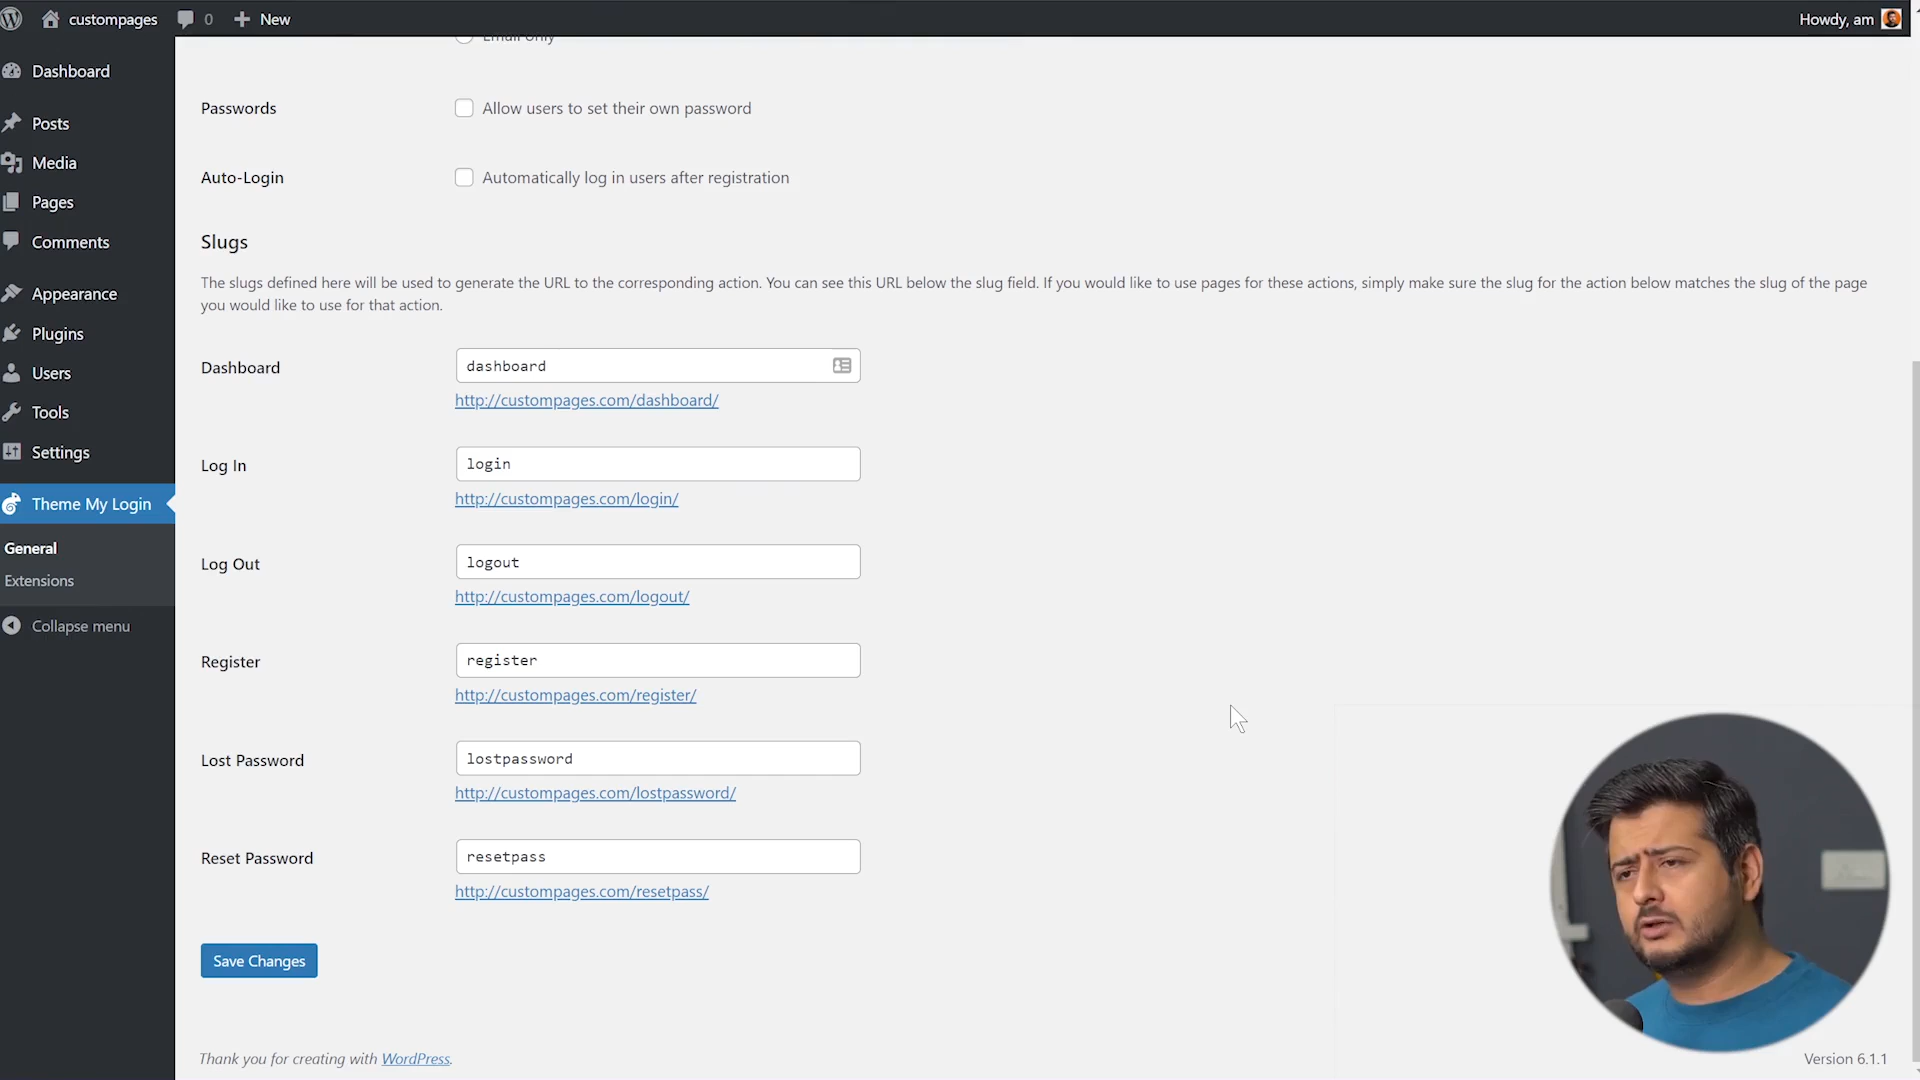 custompages
0
New
Howdy, am
Dashboard
Posts
Media
Pages
Comments
Appearance
Plugins
Users
Tools
Settings
Theme My Login
General
Extensions
Collapse menu
Email only
Passwords
Allow users to set their own password
Auto-Login
Automatically log in users after registration
Slugs
The slugs defined here will be used to generate the URL to the corresponding action. You can see this URL below the slug field. If you would like to use pages for these actions, simply make sure the slug for the action below matches the slug of the page
you would like to use for that action.
Dashboard
dashboard
http://custompages.com/dashboard/
Log In
login
http://custompages.com/login/
Log Out
logout
http://custompages.com/logout/
Register
register
http://custompages.com/register/
Lost Password
lostpassword
http://custompages.com/lostpassword/
Reset Password
resetpass
http://custompages.com/resetpass/
Save Changes
Thank you for creating with WordPress.
Version 6.1.1